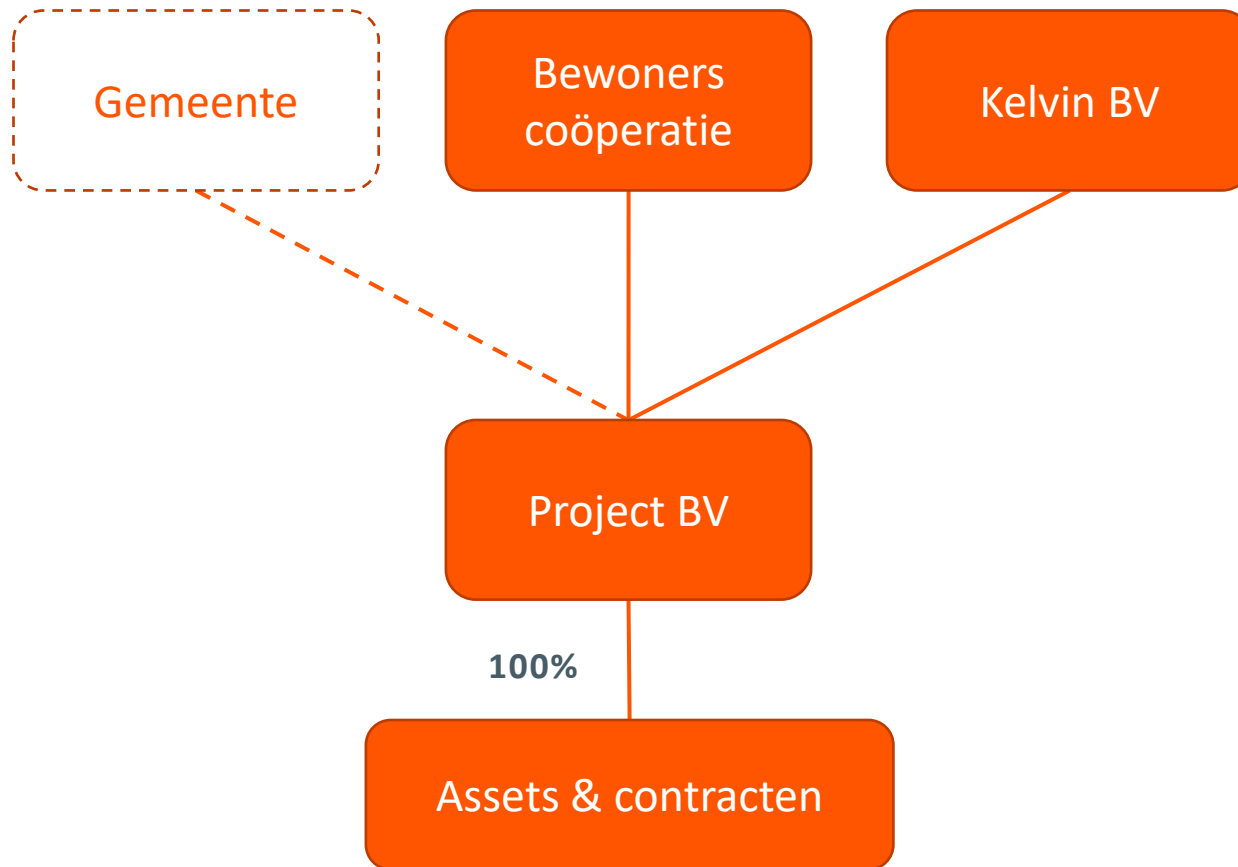 Gemeente
Bewoners
coöperatie
Kelvin BV
Project BV
100%
Assets & contracten